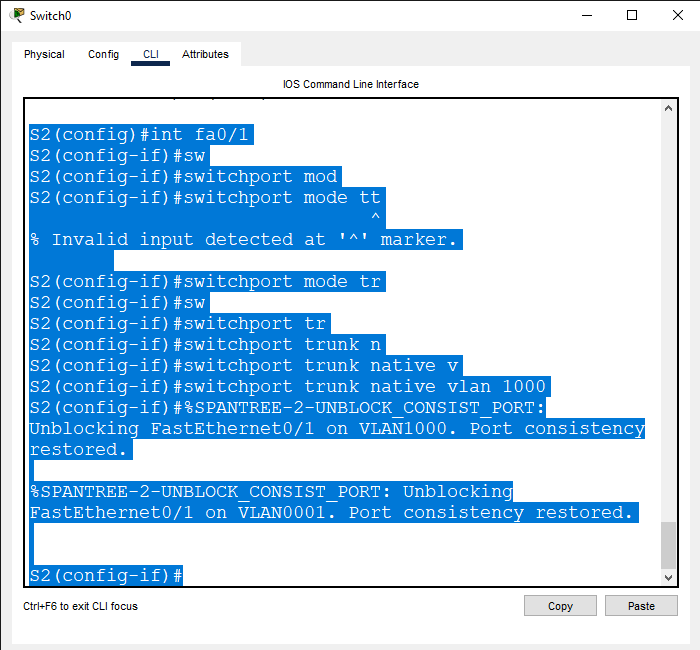 Switch0
Physical Config CLI Attributes
IOS Command Line Interface
S2(config)#int fa0/1
S2(config-if)#sw
S2(config-if)#switchport mod
S2(config-if)#switchport mode tt
^
% Invalid input detected at '^' marker.
S2(config-if)#switchport mode tr
S2(config-if)#sw
S2(config-if)#switchport tr
S2(config-if)#switchport trunk n
S2(config-if)#switchport trunk native v
S2(config-if)#switchport trunk native vlan 1000
S2(config-if)#%SPANTREE-2-UNBLOCK_CONSIST_PORT:
Unblocking FastEthernet0/1 on VLAN1000. Port consistency
restored.
%SPANTREE-2-UNBLOCK_CONSIST_PORT: Unblocking
FastEthernet0/1 on VLAN0001. Port consistency restored.
S2(config-if)#
Ctrl+F6 to exit CLI focus
Copy Paste